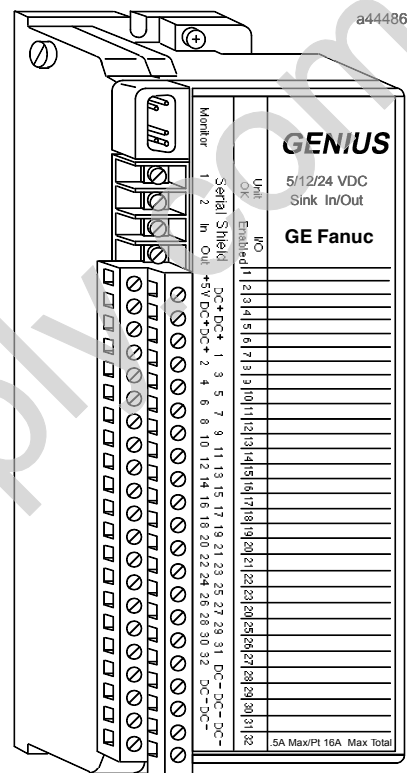 a44486
GENIUS
5/12/24 VDC
Sink In/Out
GE Fanuc
Monitor 1 2 In Out
Serial Shield
Unit OK
I/O Enabled
+5V DC+ DC+ 2 4 6 8 10 12 14 16 18 20 22 24 26 28 30 32 DC- DC-
DC+ DC+ 1 3 5 7 9 11 13 15 17 19 21 23 25 27 29 31 DC- DC- DC-
1 2 3 4 5 6 7 8 9 10 11 12 13 14 15 16 17 18 19 20 21 22 23 20 25 26 27 28 29 30 31 32
.5A Max/Pt 16A Max Total
ply.com